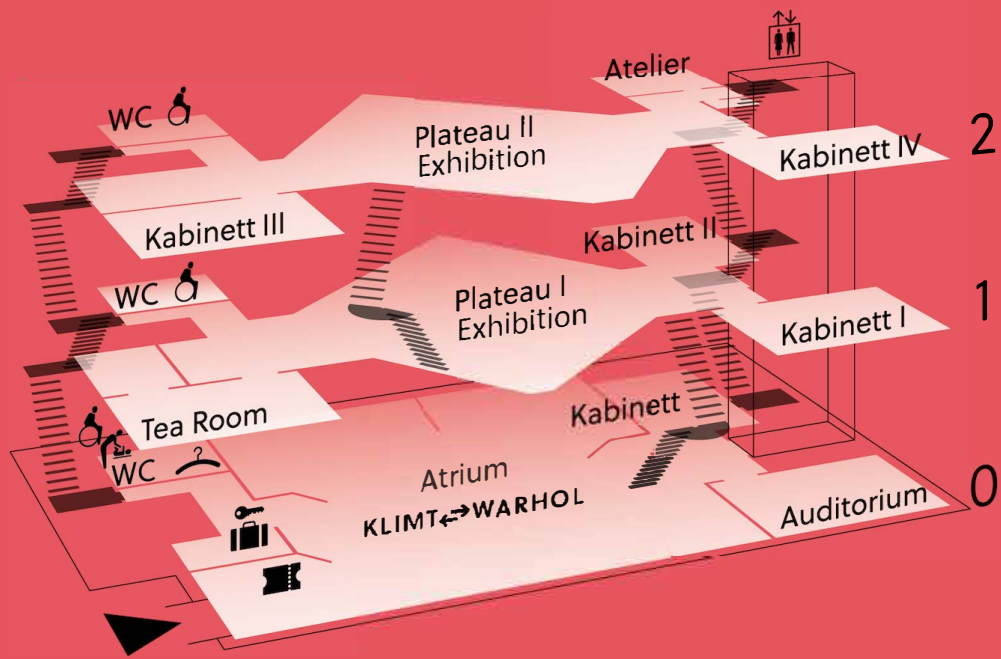 Atelier
WC
Plateau II
Exhibition
Kabinett IV
2
Kabinett III
Kabinett II
WC
Plateau I
Exhibition
Kabinett I
1
Tea Room
Kabinett
WC
Atrium
KLIMT WARHOL
Auditorium
0